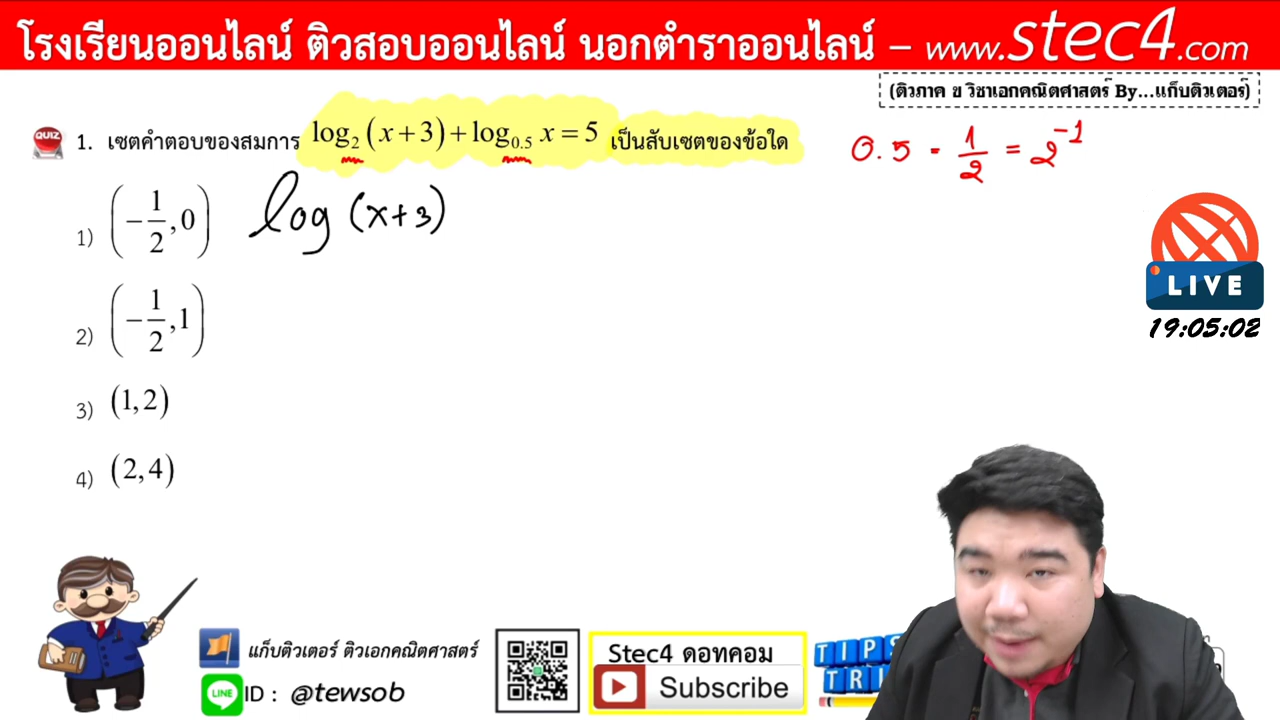 โรงเรียนออนไลน์ ติวสอบออนไลน์ นอกตำราออนไลน์ – www.stec4.com
(ติวภาค ข วิชาเอกคณิตศาสตร์ By...แก็บติวเตอร์)
QUIZ 1. เซตคำตอบของสมการ log₂(x+3)+log₀.₅ x=5 เป็นสับเซตของข้อใด
0.5 = 1/2 = 2⁻¹
1) (−1/2,0)
log (x+3)
2) (−1/2,1)
3) (1,2)
4) (2,4)
LIVE
19:05:02
แก็บติวเตอร์ ติวเอกคณิตศาสตร์
LINE ID : @tewsob
Stec4 ดอทคอม
Subscribe
TIPS
TRI